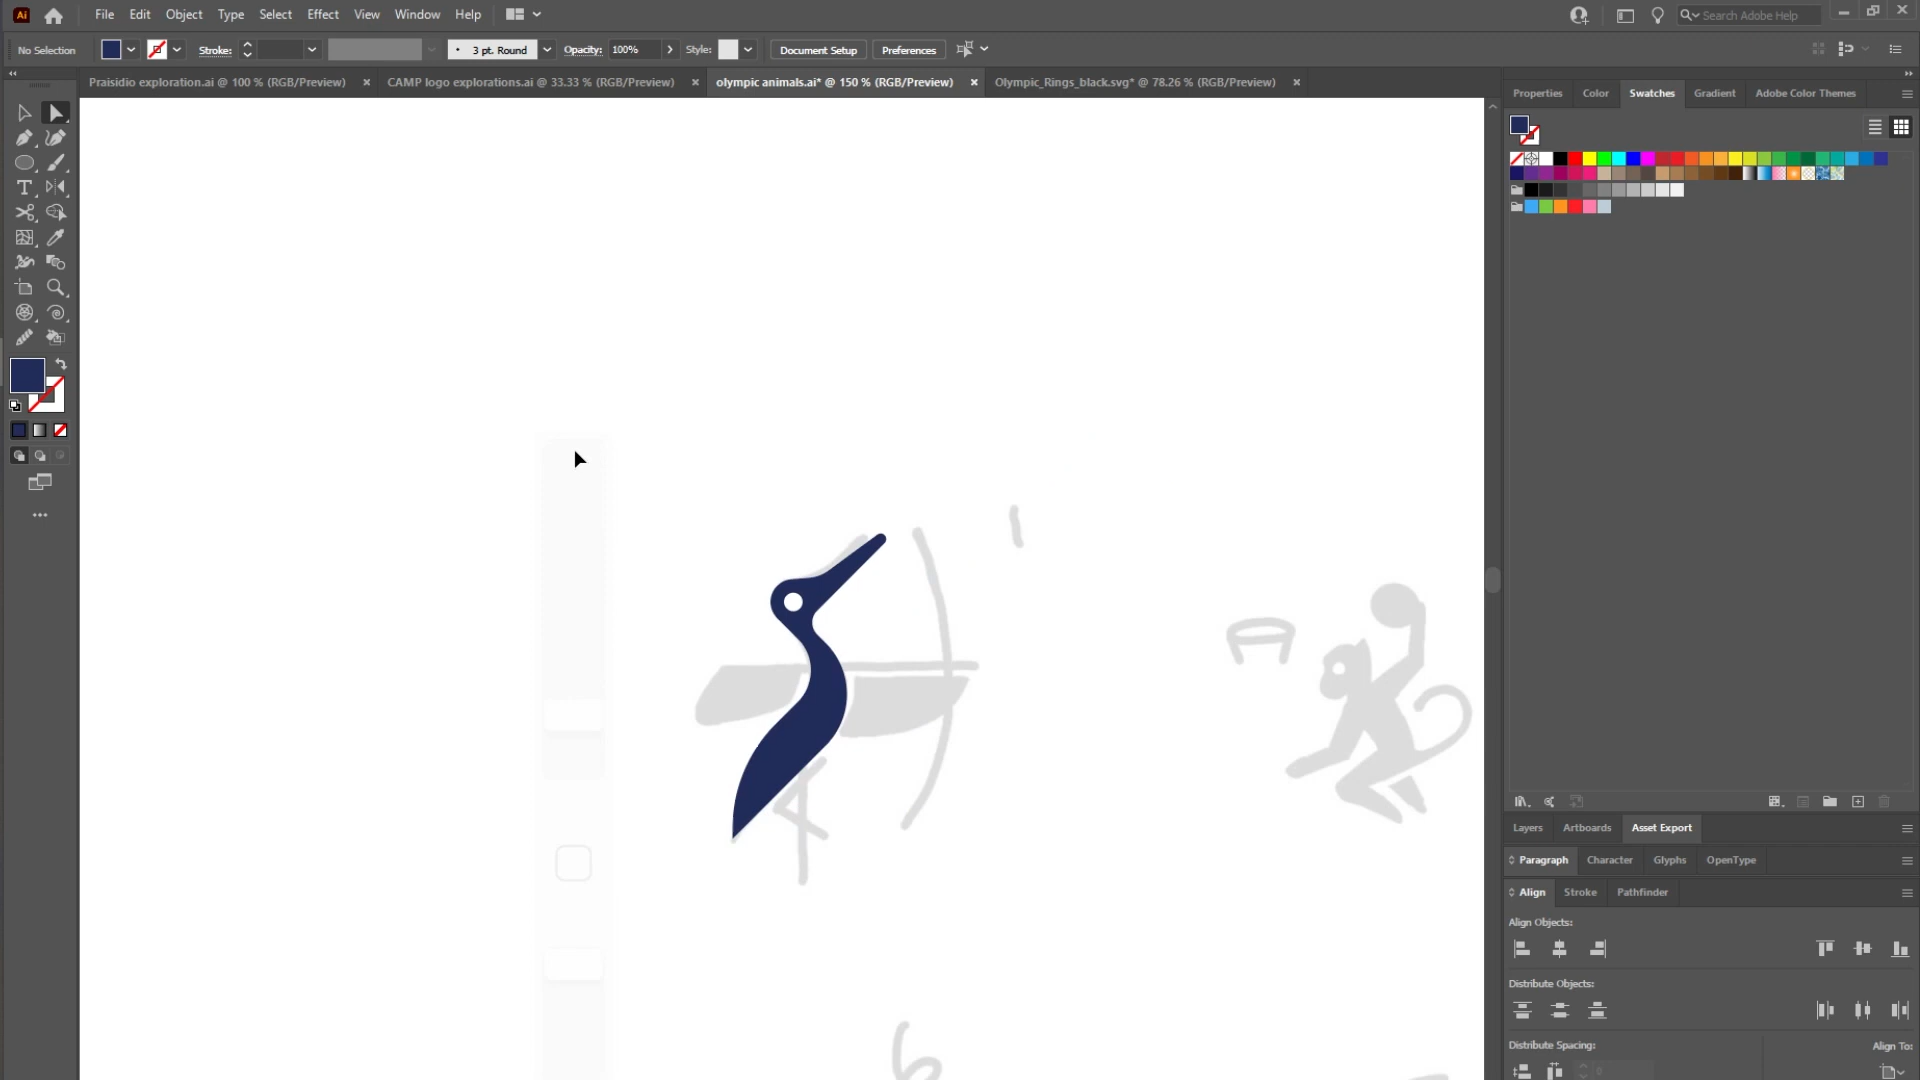 Ai File Edit Object Type Select Effect View Window Help Search Adobe Help
No Selection Stroke: 3 pt. Round Opacity: 100% Style: Document Setup Preferences
Praisidio exploration.ai @ 100 % (RGB/Preview) CAMP logo explorations.ai @ 33.33 % (RGB/Preview) olympic animals.ai* @ 150 % (RGB/Preview) Olympic_Rings_black.svg* @ 78.26 % (RGB/Preview)
Properties Color Swatches Gradient Adobe Color Themes
1
6
Layers Artboards Asset Export
Paragraph Character Glyphs OpenType
Align Stroke Pathfinder
Align Objects:
Distribute Objects:
Distribute Spacing: Align To:
0